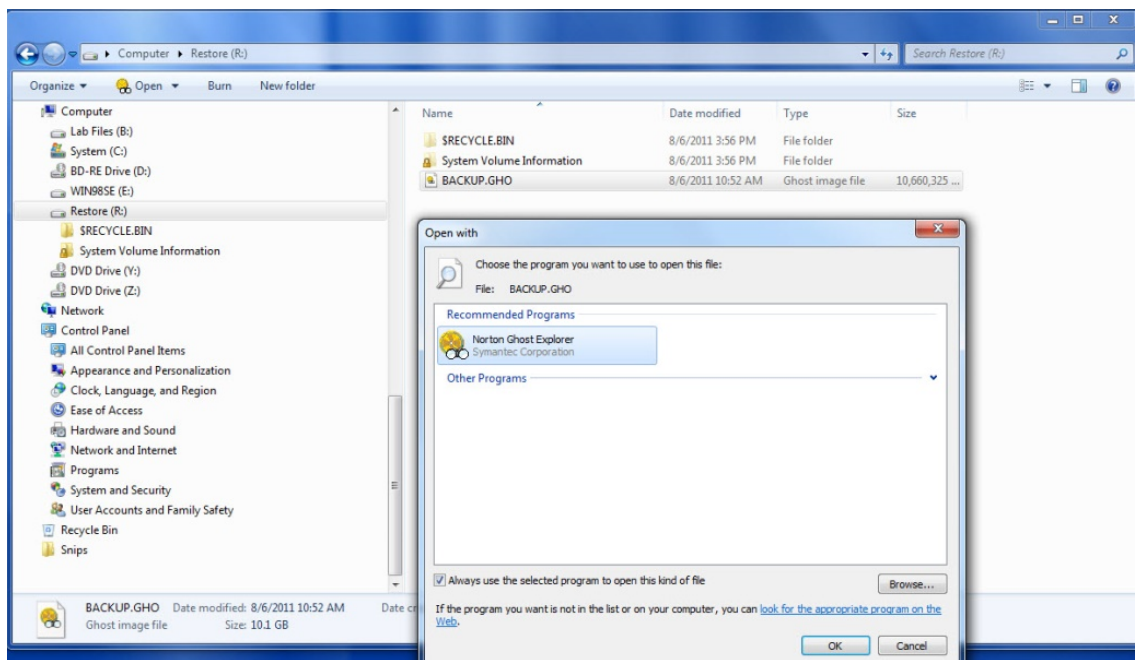 Computer ▸ Restore (R:)
Search Restore (R:)
Organize Open Burn New folder
Computer
Lab Files (B:)
System (C:)
BD-RE Drive (D:)
WIN98SE (E:)
Restore (R:)
$RECYCLE.BIN
System Volume Information
DVD Drive (Y:)
DVD Drive (Z:)
Network
Control Panel
All Control Panel Items
Appearance and Personalization
Clock, Language, and Region
Ease of Access
Hardware and Sound
Network and Internet
Programs
System and Security
User Accounts and Family Safety
Recycle Bin
Snips
Name Date modified Type Size
$RECYCLE.BIN 8/6/2011 3:56 PM File folder
System Volume Information 8/6/2011 3:56 PM File folder
BACKUP.GHO 8/6/2011 10:52 AM Ghost image file 10,660,325 ...
Open with
Choose the program you want to use to open this file:
File: BACKUP.GHO
Recommended Programs
Norton Ghost Explorer
Symantec Corporation
Other Programs
Always use the selected program to open this kind of file
Browse...
If the program you want is not in the list or on your computer, you can look for the appropriate program on the
Web.
OK Cancel
BACKUP.GHO Date modified: 8/6/2011 10:52 AM Date
Ghost image file Size: 10.1 GB